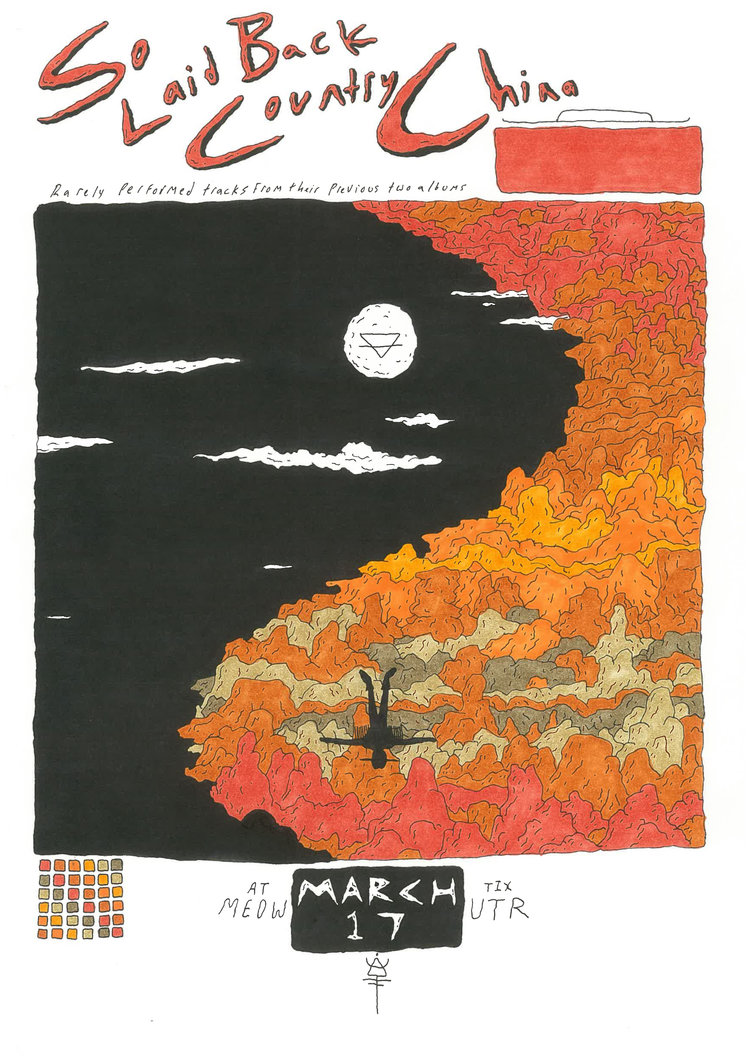 So
Laid Back
Country China
Rarely Performed tracks From their Previous two albums
AT
MEOW
MARCH
17
TIX
UTR